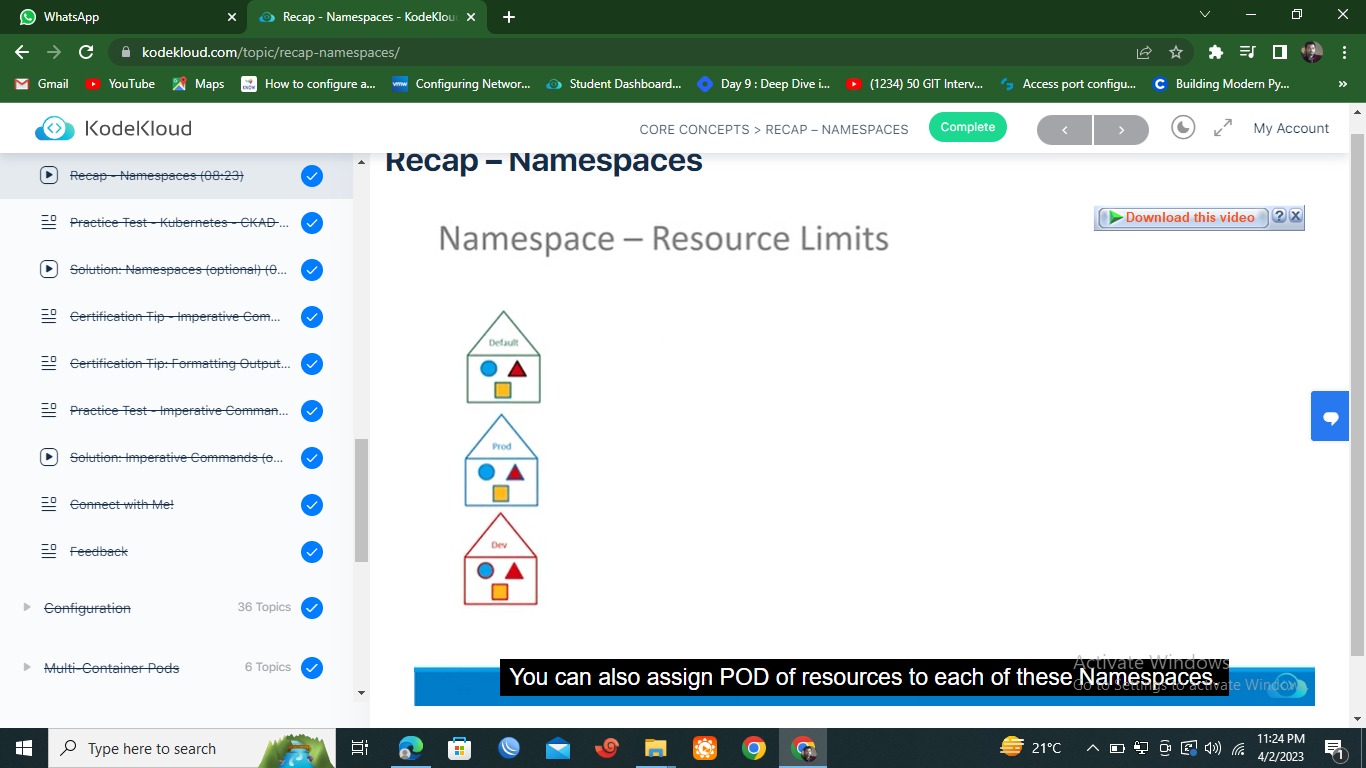 WhatsApp
Recap - Namespaces - KodeKlou
kodekloud.com/topic/recap-namespaces/
Gmail
YouTube
Maps
How to configure a...
Configuring Networ...
Student Dashboard...
Day 9 : Deep Dive i...
(1234) 50 GIT Interv...
Access port configu...
Building Modern Py...
»
KodeKloud
CORE CONCEPTS > RECAP – NAMESPACES
Complete
My Account
Recap - Namespaces (08:23)
Practice Test - Kubernetes - CKAD ...
Solution: Namespaces (optional) (0...
Certification Tip - Imperative Com...
Certification Tip: Formatting Output...
Practice Test - Imperative Comman...
Solution: Imperative Commands (o...
Connect with Me!
Feedback
Configuration
36 Topics
Multi-Container Pods
6 Topics
Recap – Namespaces
Download this video
?
X
Namespace – Resource Limits
Default
Prod
Dev
You can also assign POD of resources to each of these Namespaces.
Activate Windows
Go to Settings to activate Windows.
Type here to search
21°C
11:24 PM
4/2/2023
1